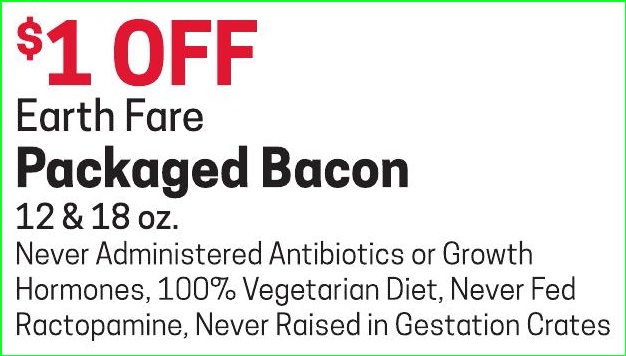 $1 OFF
Earth Fare
Packaged Bacon
12 & 18 oz.
Never Administered Antibiotics or Growth
Hormones, 100% Vegetarian Diet, Never Fed
Ractopamine, Never Raised in Gestation Crates